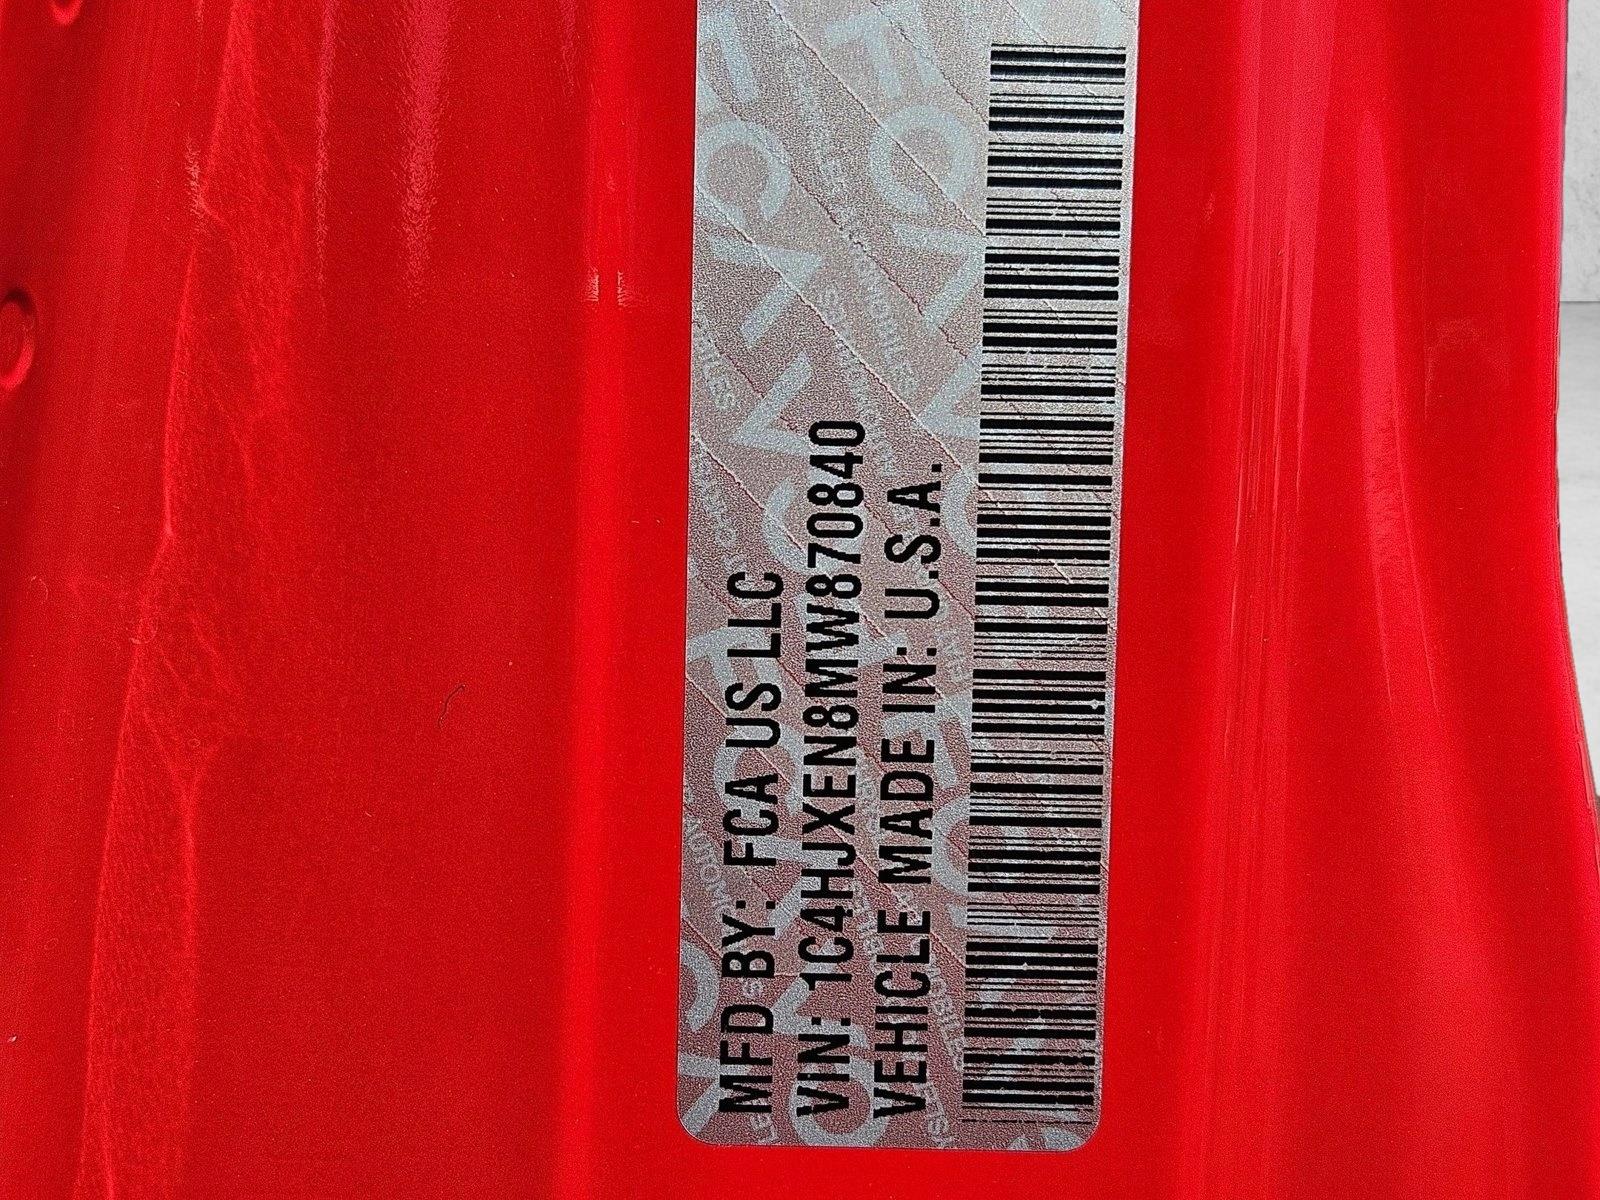 MFD BY: FCA US LLC
VIN: 1C4HJXEN8MW870840
VEHICLE MADE IN: U.S.A.